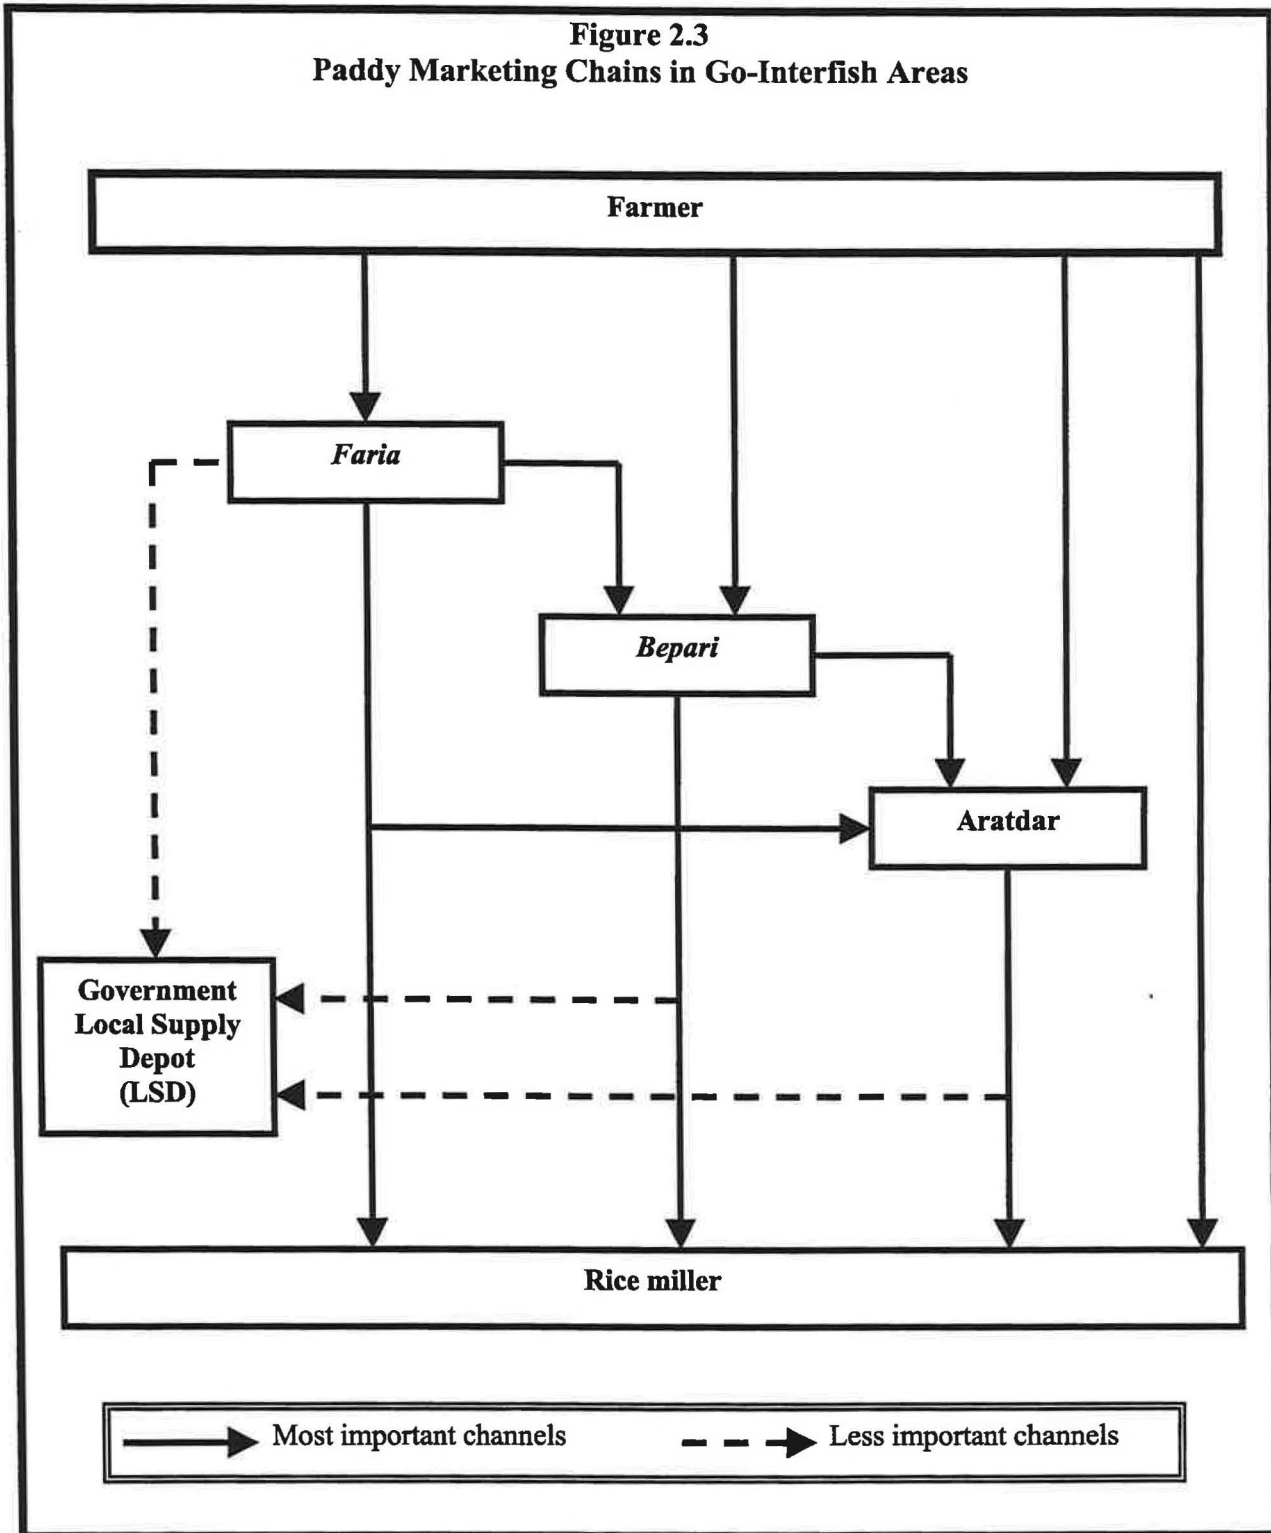 Figure 2.3
Paddy Marketing Chains in Go-Interfish Areas
Farmer
Faria
Bepari
Aratdar
Government
Local Supply
Depot
(LSD)
Rice miller
Most important channels
Less important channels